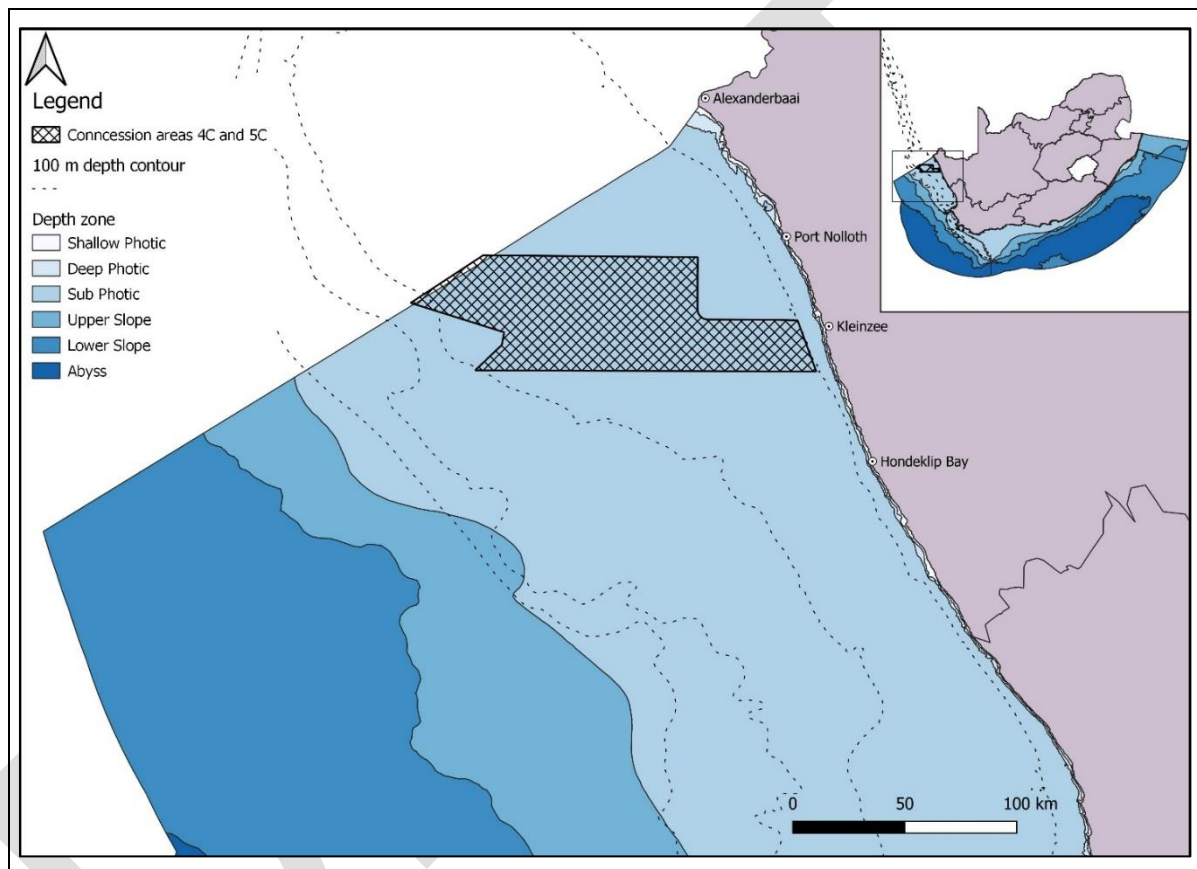 Legend
Conncession areas 4C and 5C
100 m depth contour
Depth zone
Shallow Photic
Deep Photic
Sub Photic
Upper Slope
Lower Slope
Abyss
Alexanderbaai
Port Nolloth
Kleinzee
Hondeklip Bay
0 50 100 km